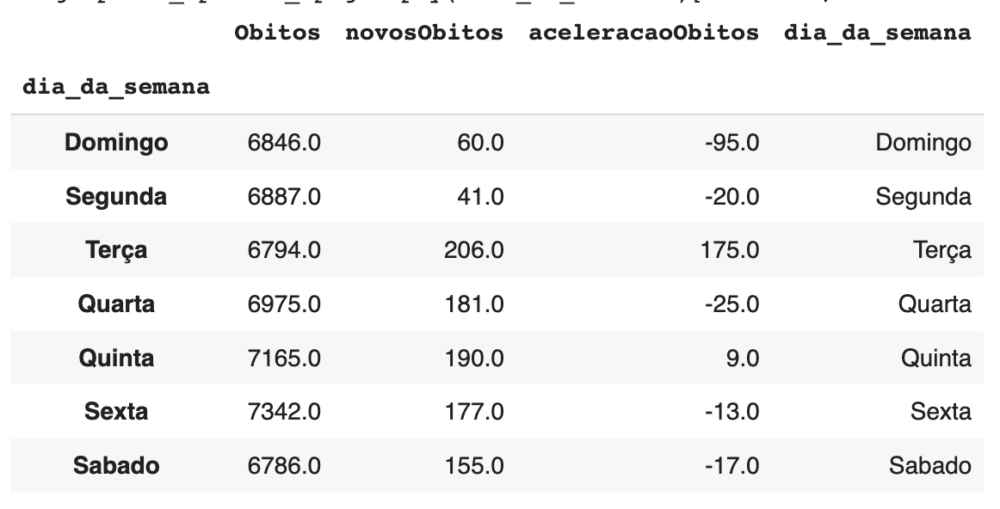 Obitos novosObitos aceleracaoObitos dia_da_semana
dia_da_semana
Domingo 6846.0 60.0 -95.0 Domingo
Segunda 6887.0 41.0 -20.0 Segunda
Terça 6794.0 206.0 175.0 Terça
Quarta 6975.0 181.0 -25.0 Quarta
Quinta 7165.0 190.0 9.0 Quinta
Sexta 7342.0 177.0 -13.0 Sexta
Sabado 6786.0 155.0 -17.0 Sabado